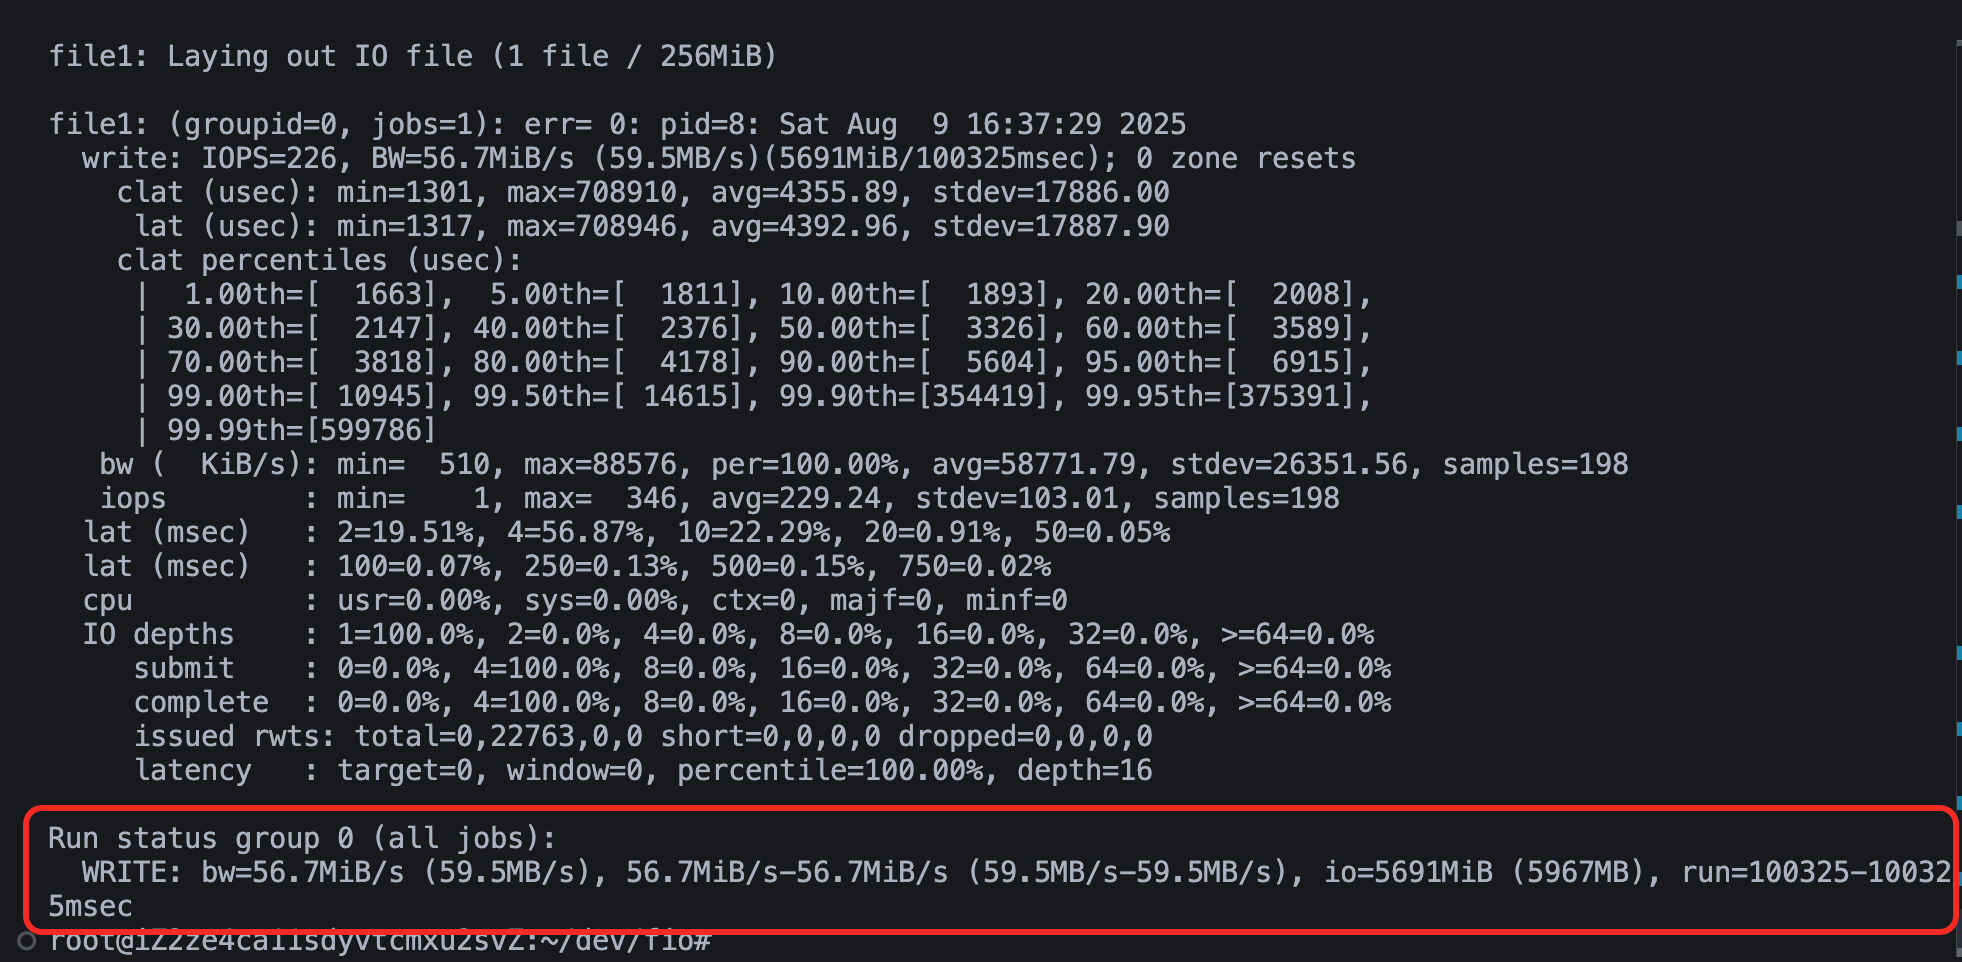 file1: Laying out IO file (1 file / 256MiB)
file1: (groupid=0, jobs=1): err= 0: pid=8: Sat Aug  9 16:37:29 2025
  write: IOPS=226, BW=56.7MiB/s (59.5MB/s)(5691MiB/100325msec); 0 zone resets
    clat (usec): min=1301, max=708910, avg=4355.89, stdev=17886.00
     lat (usec): min=1317, max=708946, avg=4392.96, stdev=17887.90
    clat percentiles (usec):
     |  1.00th=[  1663],  5.00th=[  1811], 10.00th=[  1893], 20.00th=[  2008],
     | 30.00th=[  2147], 40.00th=[  2376], 50.00th=[  3326], 60.00th=[  3589],
     | 70.00th=[  3818], 80.00th=[  4178], 90.00th=[  5604], 95.00th=[  6915],
     | 99.00th=[ 10945], 99.50th=[ 14615], 99.90th=[354419], 99.95th=[375391],
     | 99.99th=[599786]
   bw (  KiB/s): min=  510, max=88576, per=100.00%, avg=58771.79, stdev=26351.56, samples=198
   iops        : min=    1, max=  346, avg=229.24, stdev=103.01, samples=198
  lat (msec)   : 2=19.51%, 4=56.87%, 10=22.29%, 20=0.91%, 50=0.05%
  lat (msec)   : 100=0.07%, 250=0.13%, 500=0.15%, 750=0.02%
  cpu          : usr=0.00%, sys=0.00%, ctx=0, majf=0, minf=0
  IO depths    : 1=100.0%, 2=0.0%, 4=0.0%, 8=0.0%, 16=0.0%, 32=0.0%, >=64=0.0%
     submit    : 0=0.0%, 4=100.0%, 8=0.0%, 16=0.0%, 32=0.0%, 64=0.0%, >=64=0.0%
     complete  : 0=0.0%, 4=100.0%, 8=0.0%, 16=0.0%, 32=0.0%, 64=0.0%, >=64=0.0%
     issued rwts: total=0,22763,0,0 short=0,0,0,0 dropped=0,0,0,0
     latency   : target=0, window=0, percentile=100.00%, depth=16
Run status group 0 (all jobs):
  WRITE: bw=56.7MiB/s (59.5MB/s), 56.7MiB/s-56.7MiB/s (59.5MB/s-59.5MB/s), io=5691MiB (5967MB), run=100325-10032
5msec